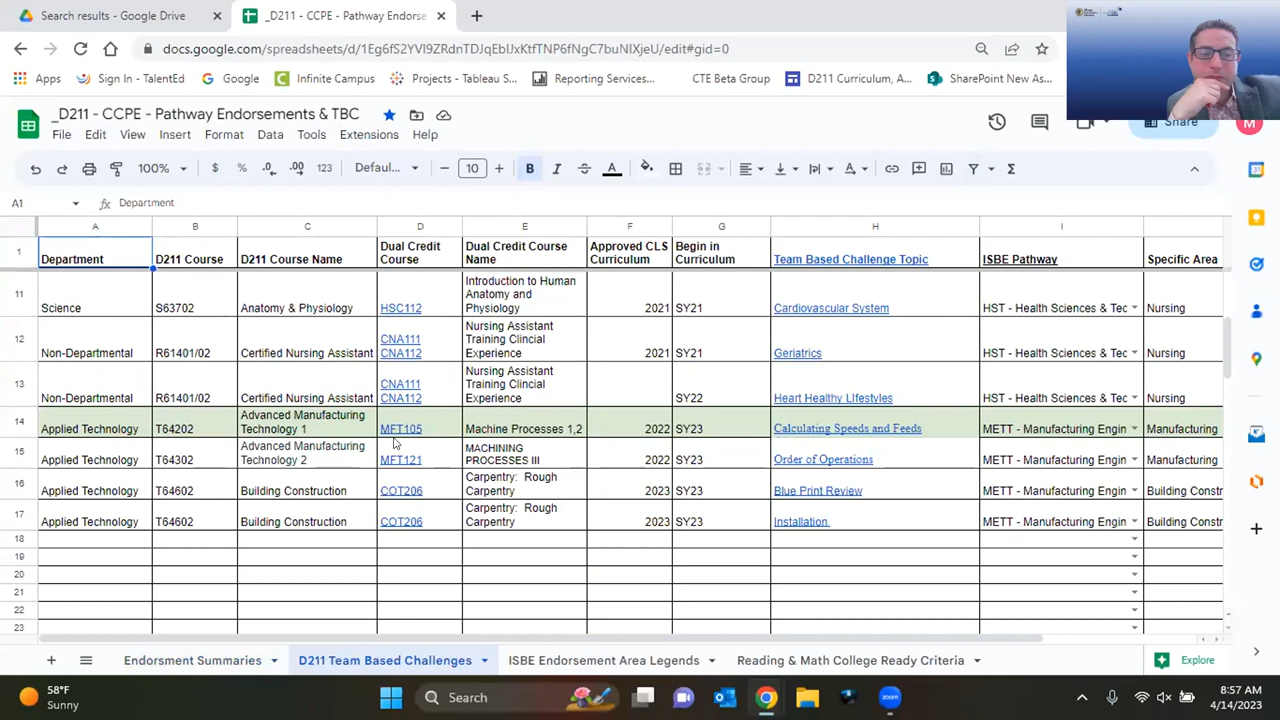 Search results - Google Drive
_D211 - CCPE - Pathway Endorse
docs.google.com/spreadsheets/d/1Eg6fS2YVl9ZRdnTDJqEbIJxKtfTNP6fNgC7buNIXjeU/edit#gid=0
Apps Sign In - TalentEd Google Infinite Campus Projects - Tableau S... Reporting Services... CTE Beta Group D211 Curriculum, A... SharePoint New As...
_D211 - CCPE - Pathway Endorsements & TBC
File Edit View Insert Format Data Tools Extensions Help
Share M
100% $ % .0 .00 123 Defaul... 10 B I S A
A1 fx Department
A B C D E F G H I
1 Department D211 Course D211 Course Name Dual Credit Course Dual Credit Course Name Approved CLS Curriculum Begin in Curriculum Team Based Challenge Topic ISBE Pathway Specific Area
11 Science S63702 Anatomy & Physiology HSC112 Introduction to Human Anatomy and Physiology 2021 SY21 Cardiovascular System HST - Health Sciences & Tec Nursing
12 Non-Departmental R61401/02 Certified Nursing Assistant CNA111 CNA112 Nursing Assistant Training Clincial Experience 2021 SY21 Geriatrics HST - Health Sciences & Tec Nursing
13 Non-Departmental R61401/02 Certified Nursing Assistant CNA111 CNA112 Nursing Assistant Training Clincial Experience SY22 Heart Healthy LIfestyles HST - Health Sciences & Tec Nursing
14 Applied Technology T64202 Advanced Manufacturing Technology 1 MFT105 Machine Processes 1,2 2022 SY23 Calculating Speeds and Feeds METT - Manufacturing Engin Manufacturing
15 Applied Technology T64302 Advanced Manufacturing Technology 2 MFT121 MACHINING PROCESSES III 2022 SY23 Order of Operations METT - Manufacturing Engin Manufacturing
16 Applied Technology T64602 Building Construction COT206 Carpentry: Rough Carpentry 2023 SY23 Blue Print Review METT - Manufacturing Engin Building Constr
17 Applied Technology T64602 Building Construction COT206 Carpentry: Rough Carpentry 2023 SY23 Installation METT - Manufacturing Engin Building Constr
18
19
20
21
22
23
Endorsment Summaries D211 Team Based Challenges ISBE Endorsement Area Legends Reading & Math College Ready Criteria Explore
58°F
Sunny
Search
8:57 AM
4/14/2023